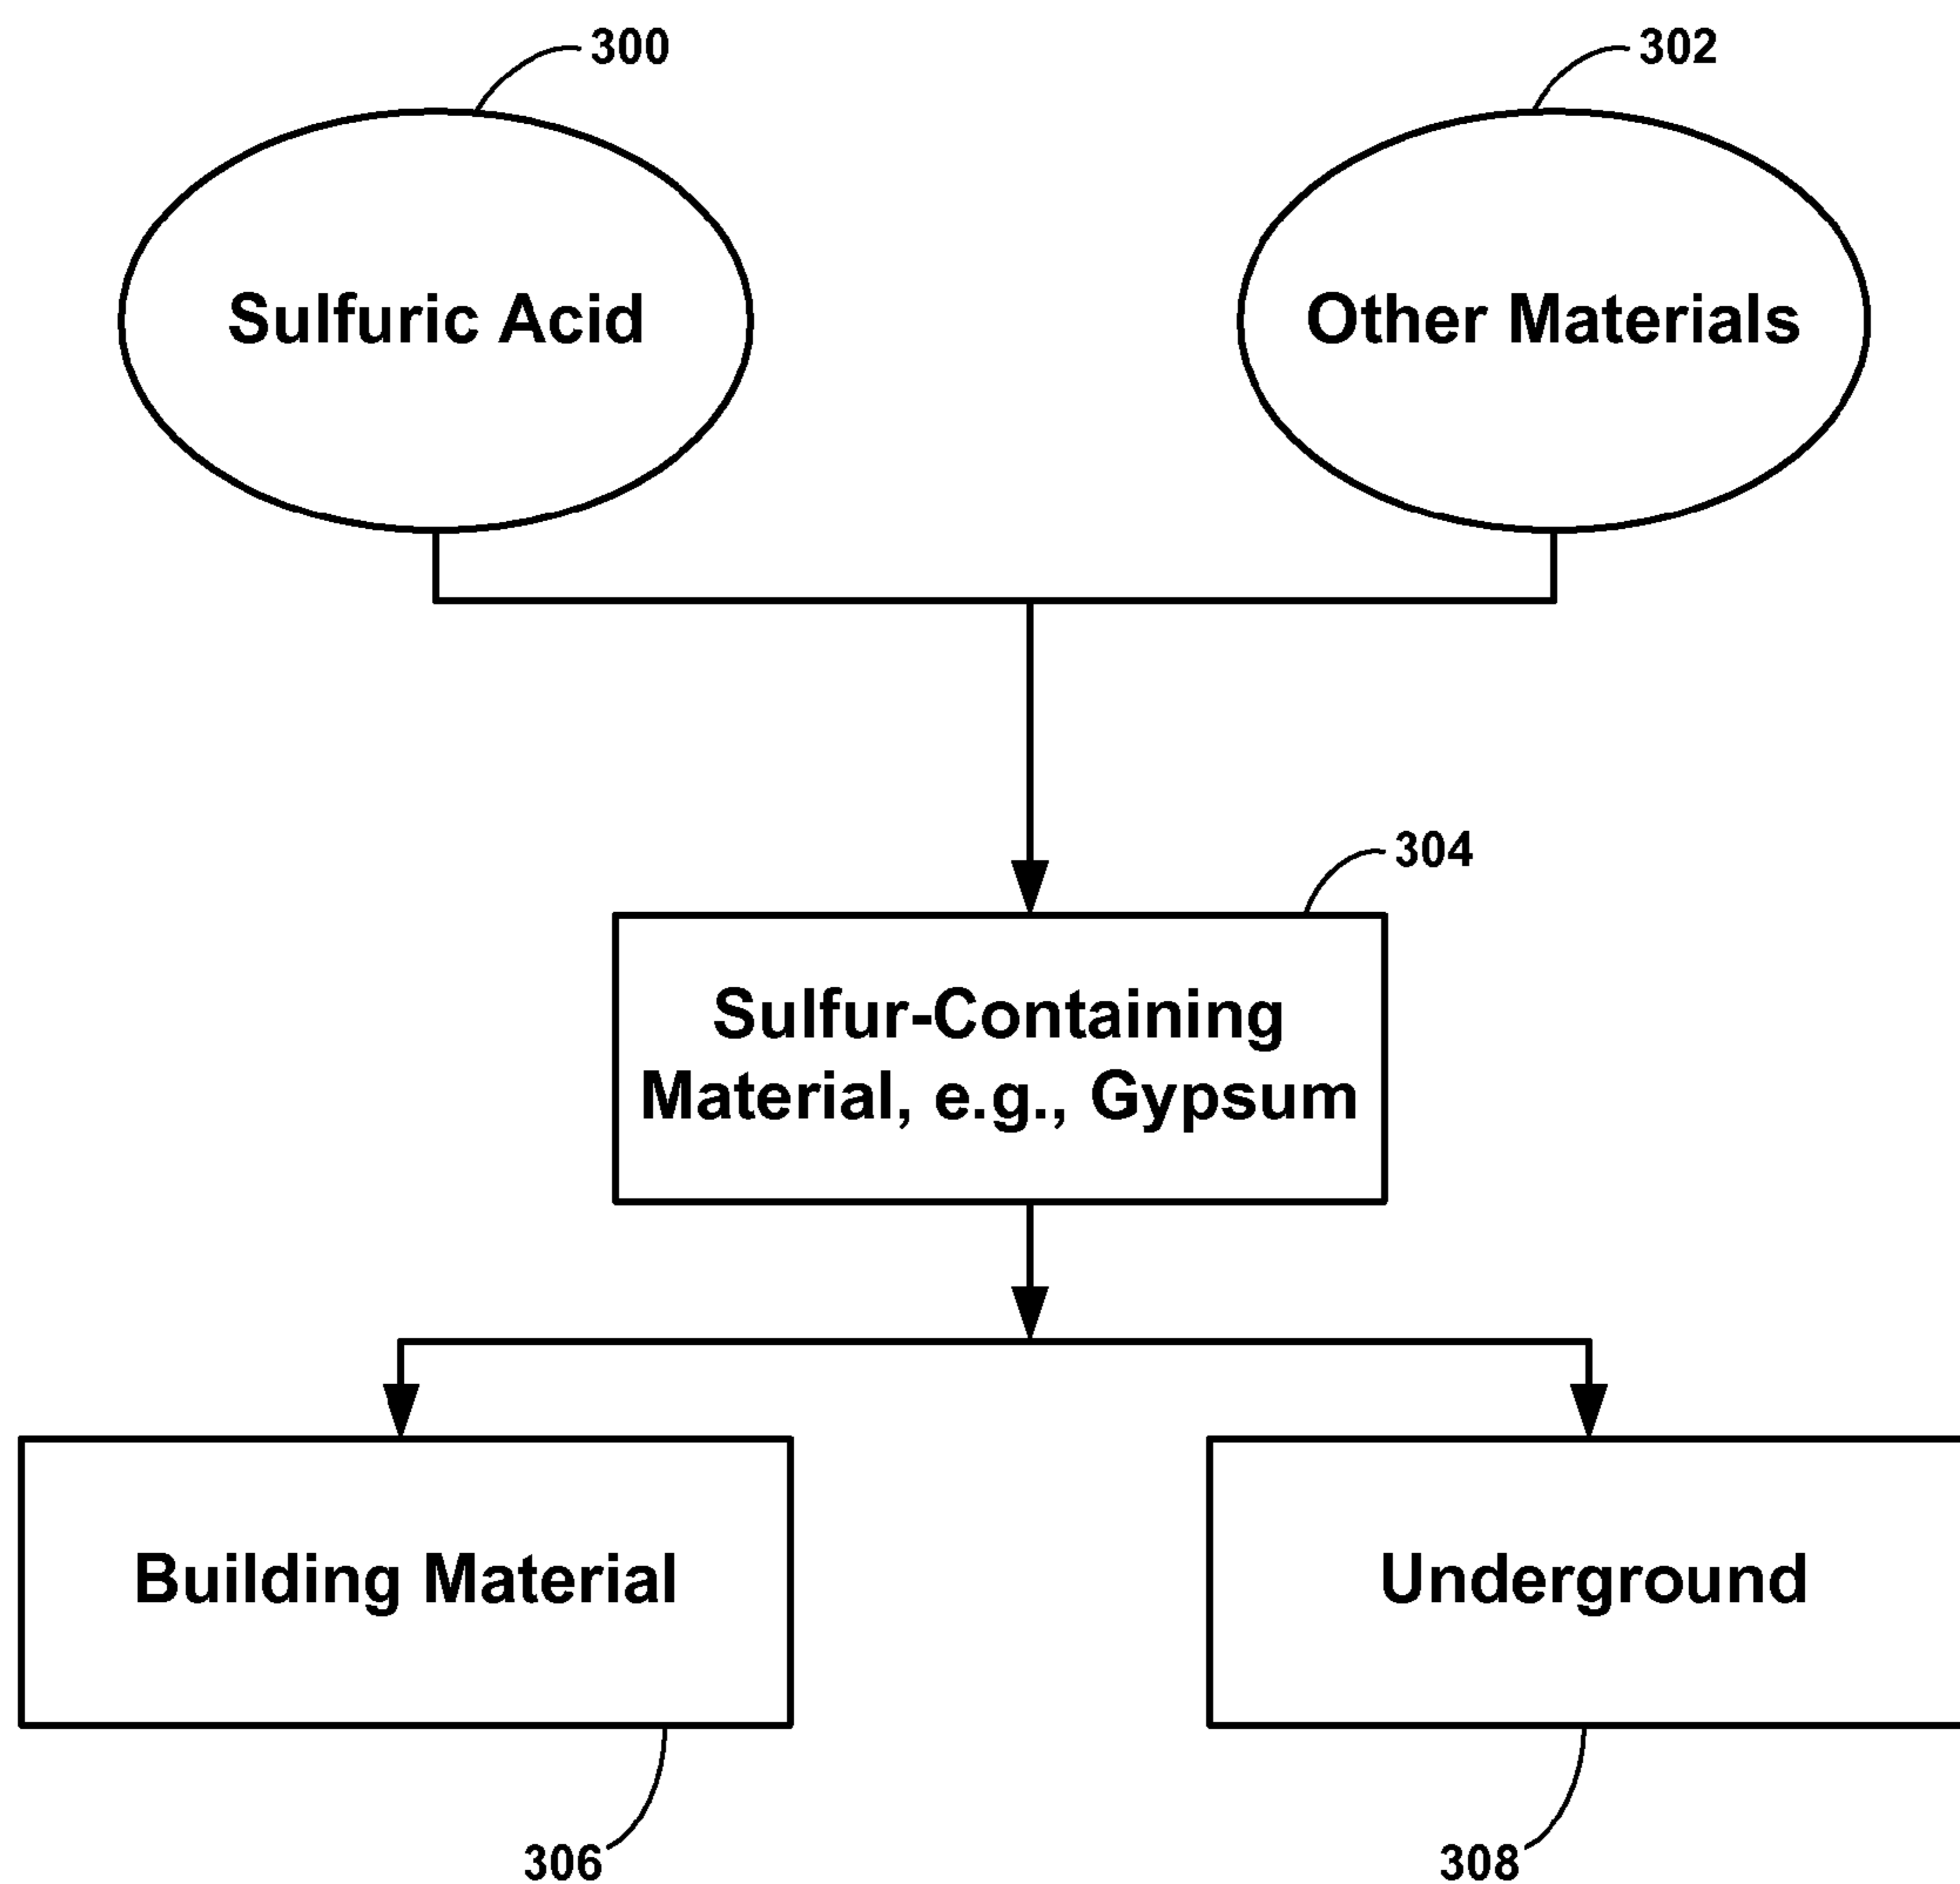 300
302
Sulfuric Acid
Other Materials
304
Sulfur-Containing
Material, e.g., Gypsum
Building Material
Underground
306
308